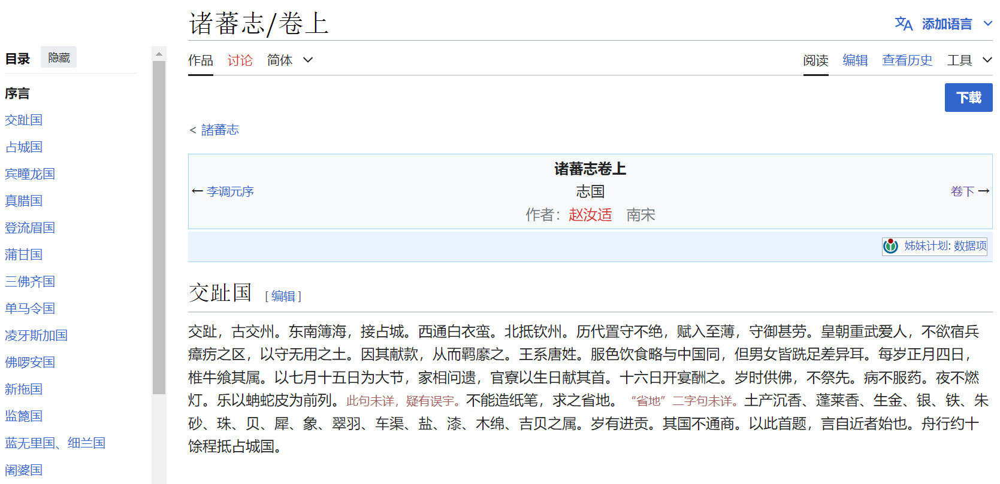 诸蕃志/卷上
添加语言
目录 隐藏
作品 讨论 简体
阅读 编辑 查看历史 工具
下载
序言
交趾国
占城国
宾瞳龙国
真腊国
登流眉国
蒲甘国
三佛齐国
单马令国
凌牙斯加国
佛啰安国
新拖国
监篦国
蓝无里国、细兰国
阇婆国
< 諸蕃志
诸蕃志卷上
← 李调元序
志国
卷下 →
作者：赵汝适 南宋
姊妹计划: 数据项
交趾国 [ 编辑 ]
交趾，古交州。东南簿海，接占城。西通白衣蛮。北抵钦州。历代置守不绝，赋入至薄，守御甚劳。皇朝重武爱人，不欲宿兵
瘴疠之区，以守无用之土。因其献款，从而羁縻之。王系唐姓。服色饮食略与中国同，但男女皆跣足差异耳。每岁正月四日，
椎牛飨其属。以七月十五日为大节，家相问遗，官寮以生日献其首。十六日开宴酬之。岁时供佛，不祭先。病不服药。夜不燃
灯。乐以蚺蛇皮为前列。此句未详，疑有误字。不能造纸笔，求之省地。 “省地” 二字句未详。土产沉香、蓬莱香、生金、银、铁、朱
砂、珠、贝、犀、象、翠羽、车渠、盐、漆、木绵、吉贝之属。岁有进贡。其国不通商。以此首题，言自近者始也。舟行约十
馀程抵占城国。